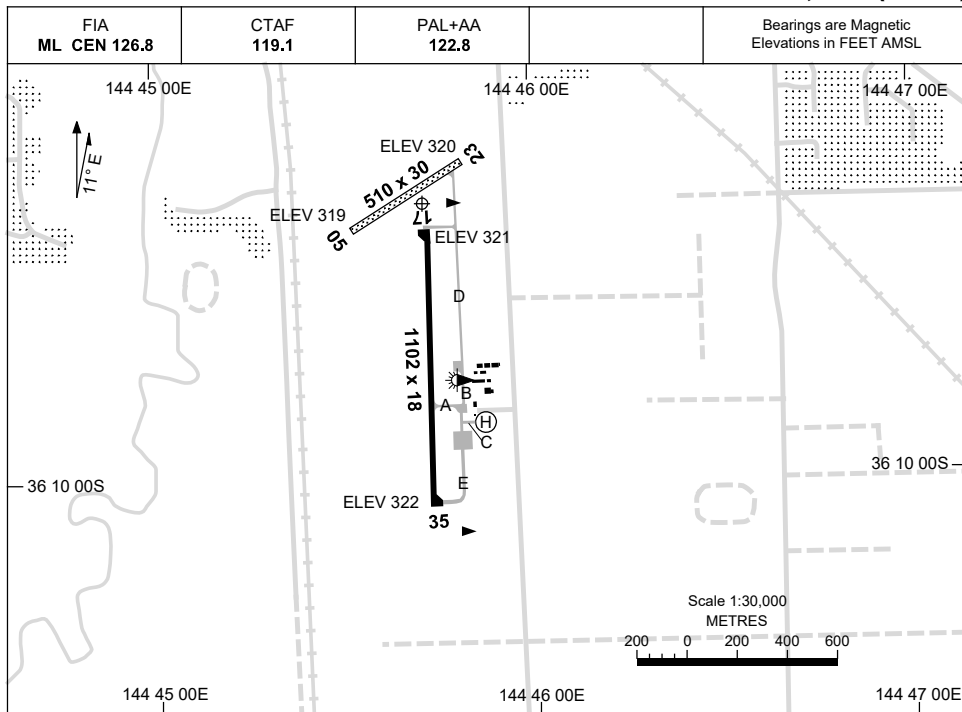 FIA
ML CEN 126.8
CTAF
119.1
PAL+AA
122.8
Bearings are Magnetic
Elevations in FEET AMSL
144 45 00E
144 46 00E
144 47 00E
11° E
ELEV 320
23
510 x 30
ELEV 319
17
05
ELEV 321
D
1102 x 18
B
A
H
C
36 10 00S
36 10 00S
E
ELEV 322
35
Scale 1:30,000
METRES
200 0 200 400 600
144 45 00E
144 46 00E
144 47 00E